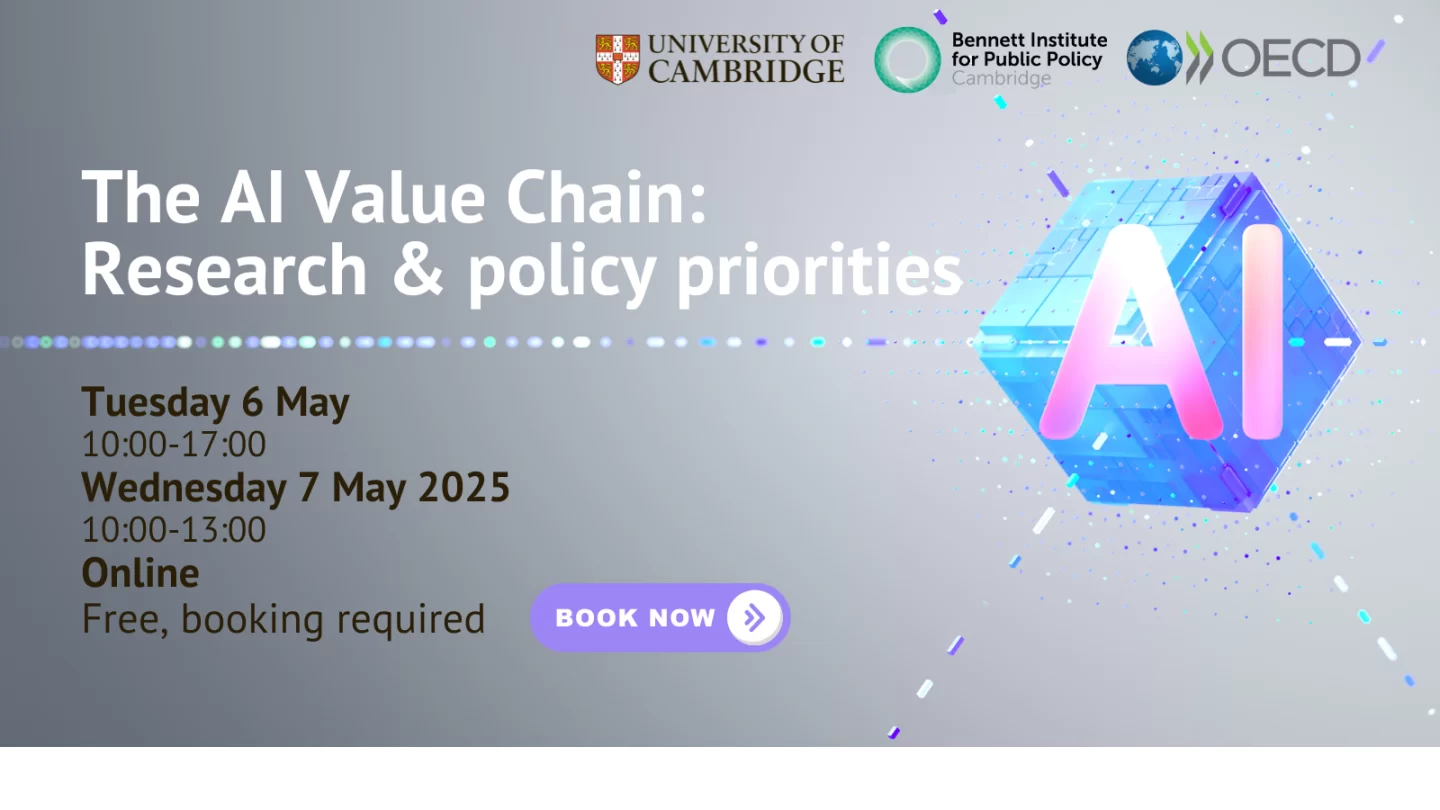 UNIVERSITY OF
CAMBRIDGE
Bennett Institute
for Public Policy
Cambridge
OECD
The AI Value Chain:
Research & policy priorities
AI
Tuesday 6 May
10:00-17:00
Wednesday 7 May 2025
10:00-13:00
Online
Free, booking required
BOOK NOW